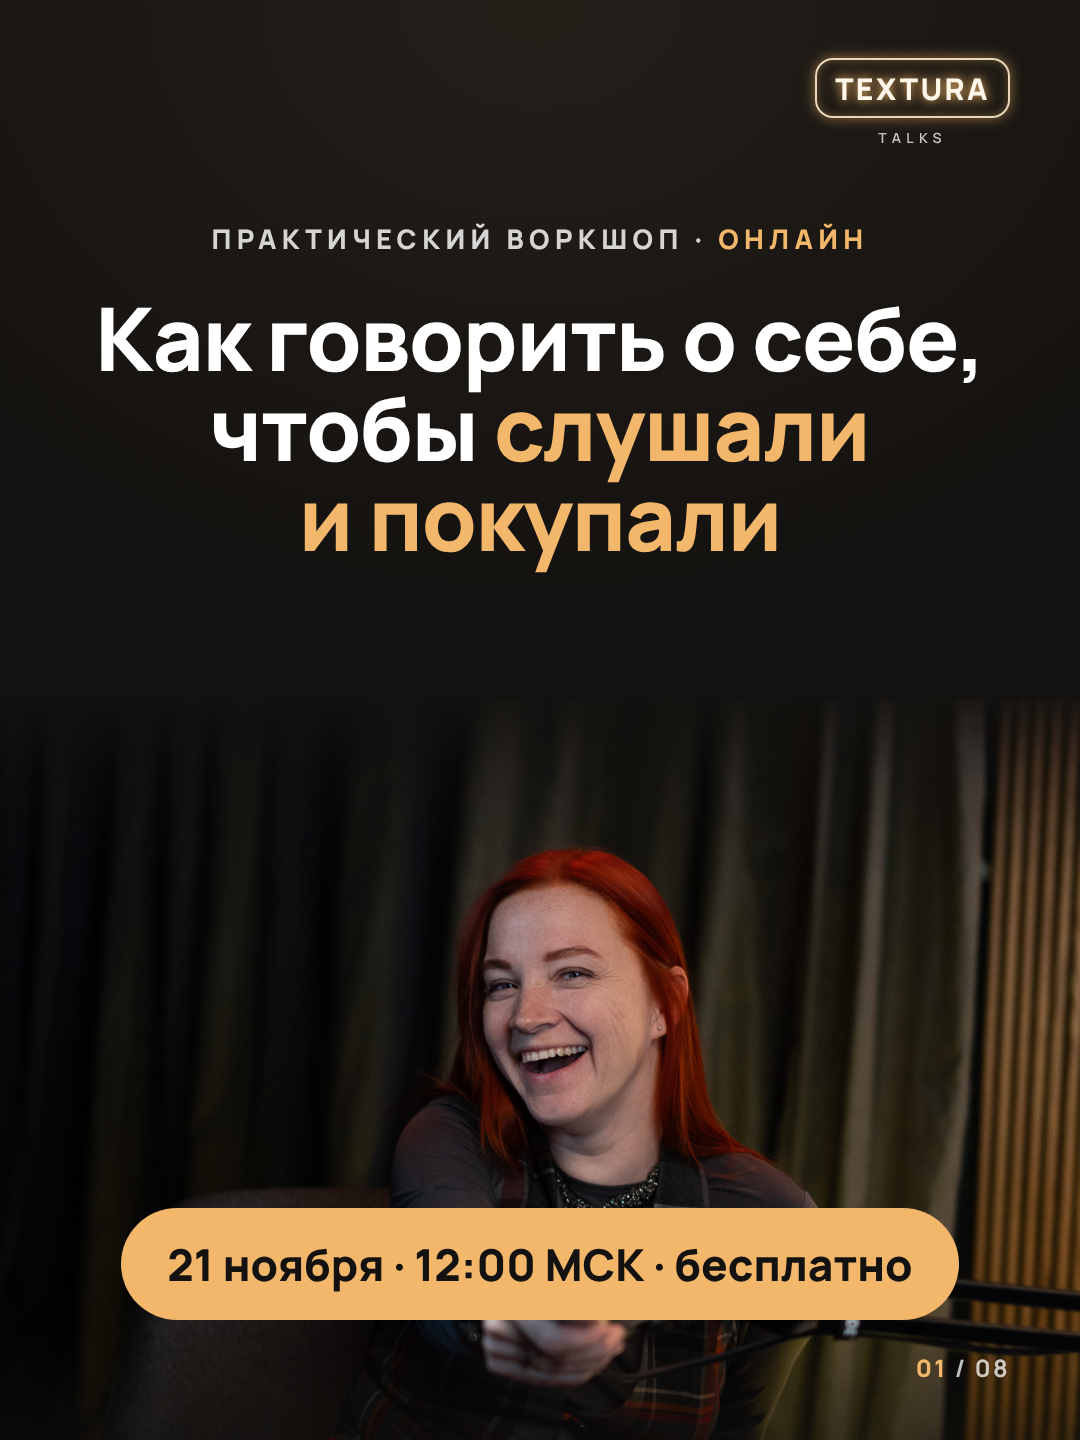 TEXTURA
TALKS
ПРАКТИЧЕСКИЙ ВОРКШОП · ОНЛАЙН
Как говорить о себе,
чтобы слушали
и покупали
21 ноября · 12:00 МСК · бесплатно
01 / 08